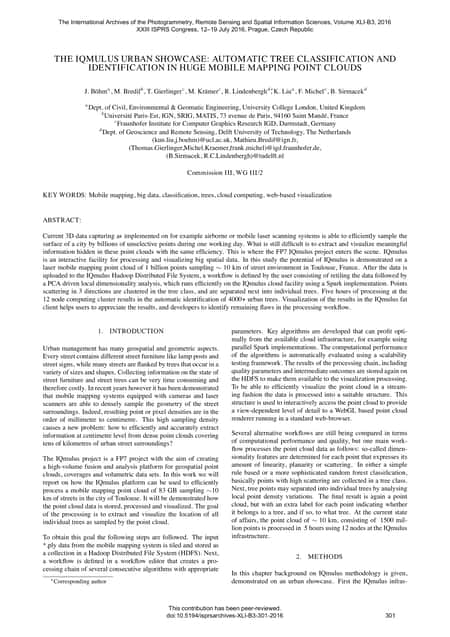 The International Archives of the Photogrammetry, Remote Sensing and Spatial Information Sciences, Volume XLI-B3, 2016
XXIII ISPRS Congress, 12–19 July 2016, Prague, Czech Republic
THE IQMULUS URBAN SHOWCASE: AUTOMATIC TREE CLASSIFICATION AND
IDENTIFICATION IN HUGE MOBILE MAPPING POINT CLOUDS
J. Böhm a, M. Bredif b, T. Gierlinger c, M. Krämer c, R. Lindenbergh d *, K. Liu a, F. Michel c, B. Sirmacek d
a Dept. of Civil, Environmental & Geomatic Engineering, University College London, United Kingdom
b Université Paris-Est, IGN, SRIG, MATIS, 73 avenue de Paris, 94160 Saint Mandé, France
c Fraunhofer Institute for Computer Graphics Research IGD, Darmstadt, Germany
d Dept. of Geoscience and Remote Sensing, Delft University of Technology, The Netherlands
(kun.liu,j.boehm)@ucl.ac.uk, Mathieu.Bredif@ign.fr,
(Thomas.Gierlinger,Michel.Kraemer,frank.michel)@igd.fraunhofer.de,
(B.Sirmacek, R.C.Lindenbergh)@tudelft.nl
Commission III, WG III/2
KEY WORDS: Mobile mapping, big data, classification, trees, cloud computing, web-based visualization
ABSTRACT:
Current 3D data capturing as implemented on for example airborne or mobile laser scanning systems is able to efficiently sample the
surface of a city by billions of unselective points during one working day. What is still difficult is to extract and visualize meaningful
information hidden in these point clouds with the same efficiency. This is where the FP7 IQmulus project enters the scene. IQmulus
is an interactive facility for processing and visualizing big spatial data. In this study the potential of IQmulus is demonstrated on a
laser mobile mapping point cloud of 1 billion points sampling ∼ 10 km of street environment in Toulouse, France. After the data is
uploaded to the IQmulus Hadoop Distributed File System, a workflow is defined by the user consisting of retiling the data followed by
a PCA driven local dimensionality analysis, which runs efficiently on the IQmulus cloud facility using a Spark implementation. Points
scattering in 3 directions are clustered in the tree class, and are separated next into individual trees. Five hours of processing at the
12 node computing cluster results in the automatic identification of 4000+ urban trees. Visualization of the results in the IQmulus fat
client helps users to appreciate the results, and developers to identify remaining flaws in the processing workflow.
1. INTRODUCTION
Urban management has many geospatial and geometric aspects.
Every street contains different street furniture like lamp posts and
street signs, while many streets are flanked by trees that occur in a
variety of sizes and shapes. Collecting information on the state of
street furniture and street trees can be very time consuming and
therefore costly. In recent years however it has been demonstrated
that mobile mapping systems equipped with cameras and laser
scanners are able to densely sample the geometry of the street
surroundings. Indeed, resulting point or pixel densities are in the
order of millimetre to centimetre. This high sampling density
causes a new problem: how to efficiently and accurately extract
information at centimetre level from dense point clouds covering
tens of kilometres of urban street surroundings?
The IQmulus project is a FP7 project with the aim of creating
a high-volume fusion and analysis platform for geospatial point
clouds, coverages and volumetric data sets. In this work we will
report on how the IQmulus platform can be used to efficiently
process a mobile mapping point cloud of 83 GB sampling ∼10
km of streets in the city of Toulouse. It will be demonstrated how
the point cloud data is stored, processed and visualized. The goal
of the processing is to extract and visualize the location of all
individual trees as sampled by the point cloud.
To obtain this goal the following steps are followed. The input
*.ply data from the mobile mapping system is tiled and stored as
a collection in a Hadoop Distributed File System (HDFS). Next,
a workflow is defined in a workflow editor that creates a pro-
cessing chain of several consecutive algorithms with appropriate
*Corresponding author
parameters. Key algorithms are developed that can profit opti-
mally from the available cloud infrastructure, for example using
parallel Spark implementations. The computational performance
of the algorithms is automatically evaluated using a scalability
testing framework. The results of the processing chain, including
quality parameters and intermediate outcomes are stored again on
the HDFS to make them available to the visualization processing.
To be able to efficiently visualize the point cloud in a stream-
ing fashion the data is processed into a suitable structure. This
structure is used to interactively access the point cloud to provide
a view-dependent level of detail to a WebGL based point cloud
renderer running in a standard web-browser.
Several alternative workflows are still being compared in terms
of computational performance and quality, but one main work-
flow processes the point cloud data as follows: so-called dimen-
sionality features are determined for each point that expresses its
amount of linearity, planarity or scattering. In either a simple
rule based or a more sophisticated random forest classification,
basically points with high scattering are collected in a tree class.
Next, tree points may separated into individual trees by analysing
local point density variations. The final result is again a point
cloud, but with an extra label for each point indicating whether
it belongs to a tree, and if so, to what tree. At the current state
of affairs, the point cloud of ∼ 10 km, consisting of 1500 mil-
lion points is processed in 5 hours using 12 nodes at the IQmulus
infrastructure.
2. METHODS
In this chapter background on IQmulus methodology is given,
demonstrated on an urban showcase. First the IQmulus infras-
This contribution has been peer-reviewed.
doi:10.5194/isprsarchives-XLI-B3-301-2016
301